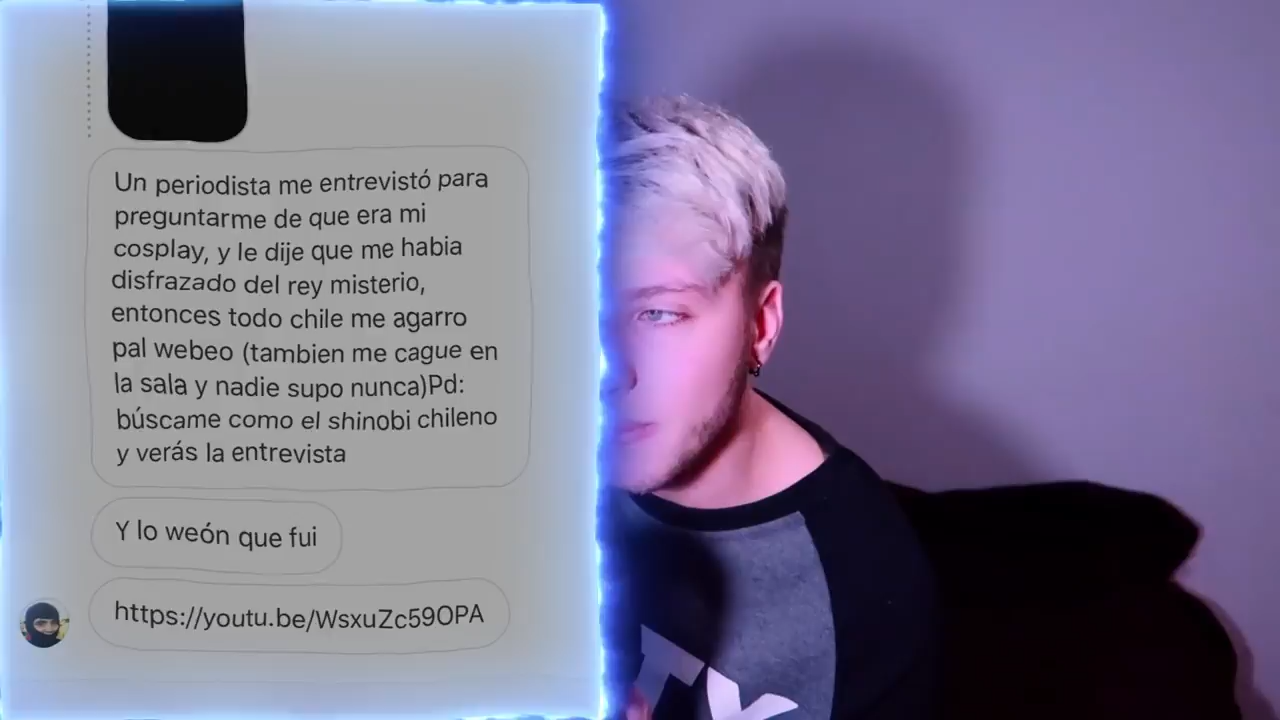 Un periodista me entrevistó para
preguntarme de que era mi
cosplay, y le dije que me habia
disfrazado del rey misterio,
entonces todo chile me agarro
pal webeo (tambien me cague en
la sala y nadie supo nunca)Pd:
búscame como el shinobi chileno
y verás la entrevista
Y lo weón que fui
https://youtu.be/WsxuZc59OPA